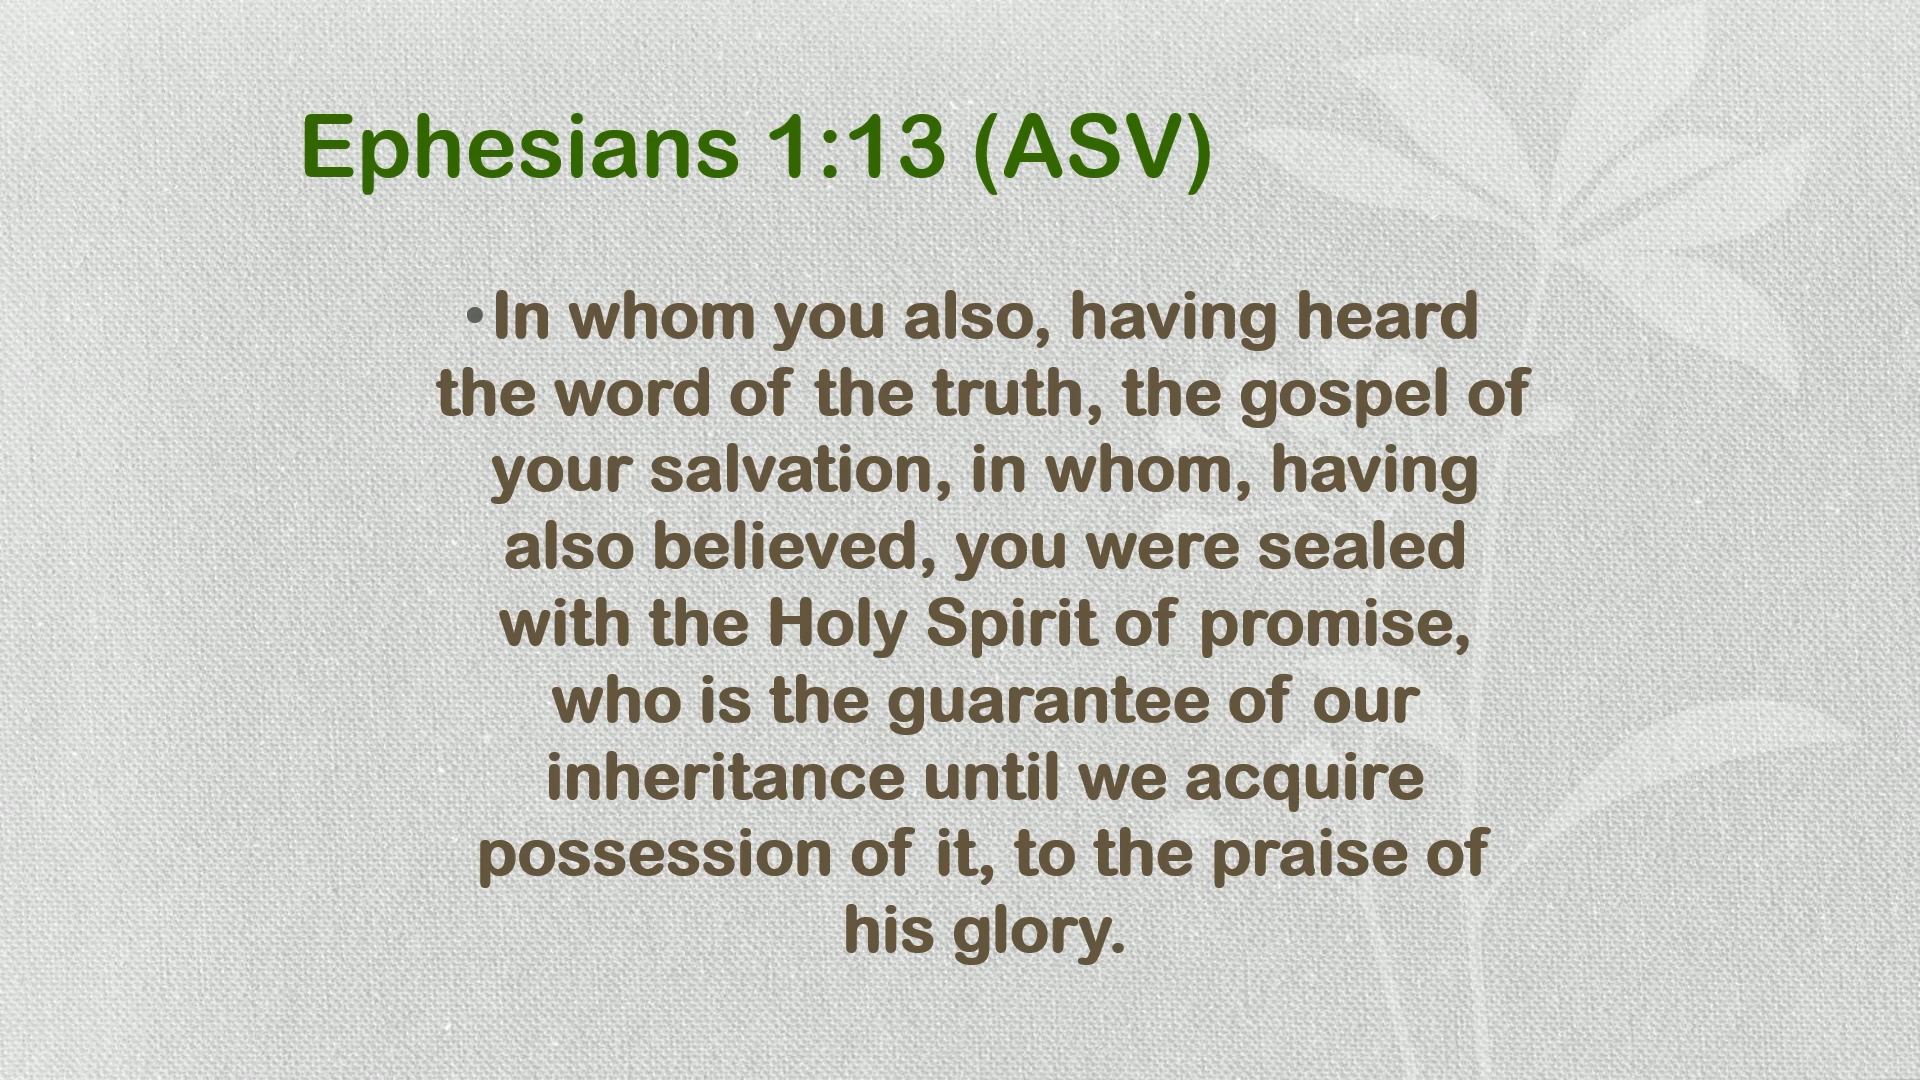 Ephesians 1:13 (ASV)
•In whom you also, having heard
the word of the truth, the gospel of
your salvation, in whom, having
also believed, you were sealed
with the Holy Spirit of promise,
who is the guarantee of our
inheritance until we acquire
possession of it, to the praise of
his glory.